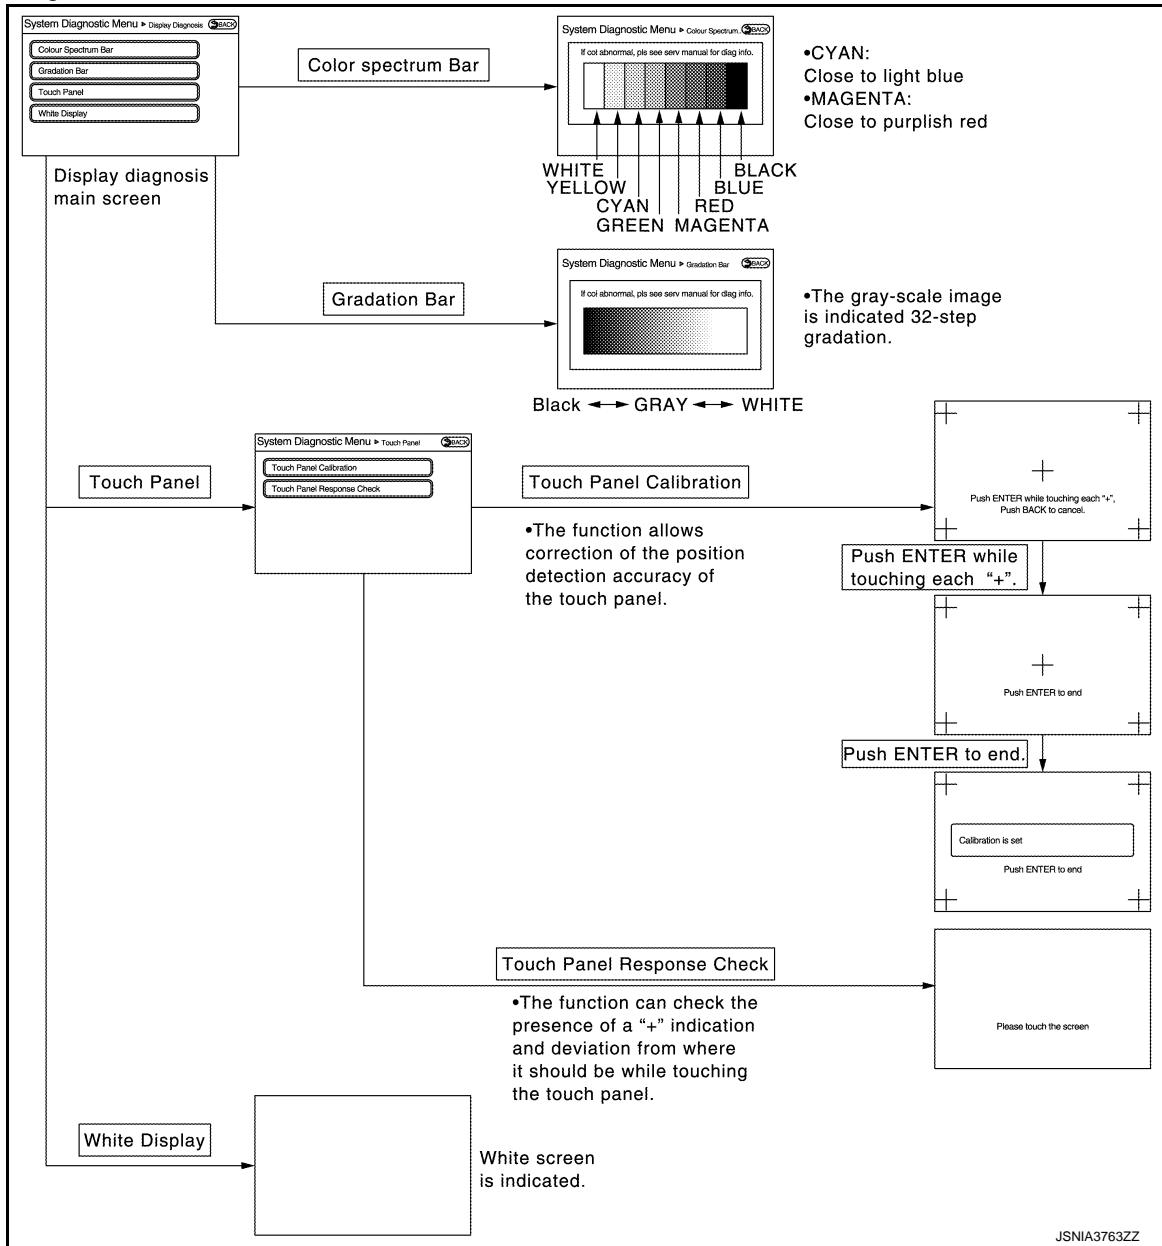 System Diagnostic Menu ▶ Display Diagnosis BACK
Colour Spectrum Bar
Gradation Bar
Touch Panel
White Display
Display diagnosis
main screen
Color spectrum Bar
System Diagnostic Menu ▶ Colour Spectrum. BACK
If col abnormal, pls see serv manual for diag info.
WHITE
YELLOW
CYAN
GREEN
MAGENTA
RED
BLUE
BLACK
•CYAN:
Close to light blue
•MAGENTA:
Close to purplish red
Gradation Bar
System Diagnostic Menu ▶ Gradation Bar BACK
If col abnormal, pls see serv manual for diag info.
Black GRAY WHITE
•The gray-scale image
is indicated 32-step
gradation.
Touch Panel
System Diagnostic Menu ▶ Touch Panel BACK
Touch Panel Calibration
Touch Panel Response Check
Touch Panel Calibration
•The function allows
correction of the position
detection accuracy of
the touch panel.
Push ENTER while touching each "+",
Push BACK to cancel.
Push ENTER while
touching each "+".
Push ENTER to end
Push ENTER to end.
Calibration is set
Push ENTER to end
Touch Panel Response Check
•The function can check the
presence of a "+" indication
and deviation from where
it should be while touching
the touch panel.
Please touch the screen
White Display
White screen
is indicated.
JSNIA3763ZZ